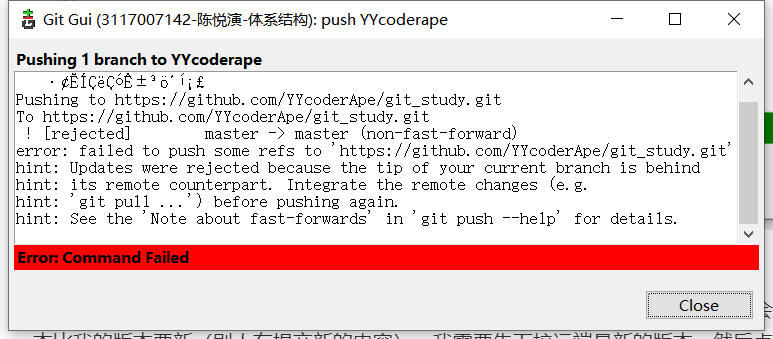 Git Gui (3117007142-陈悦演-体系结构): push YYcoderape
Pushing 1 branch to YYcoderape
Pushing to https://github.com/YYcoderApe/git_study.git
To https://github.com/YYcoderApe/git_study.git
! [rejected] master -> master (non-fast-forward)
error: failed to push some refs to 'https://github.com/YYcoderApe/git_study.git'
hint: Updates were rejected because the tip of your current branch is behind
hint: its remote counterpart. Integrate the remote changes (e.g.
hint: 'git pull ...') before pushing again.
hint: See the 'Note about fast-forwards' in 'git push --help' for details.
Error: Command Failed
Close
会